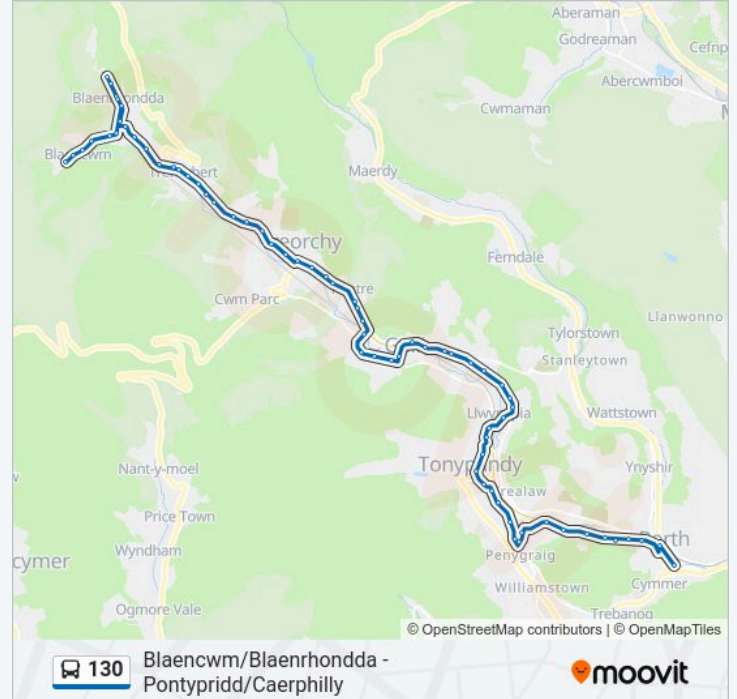 Aberaman
Godreaman
Cefnp
Abercwmboi
Blaenrhondda
Cwmaman
Maerdy
Ferndale
Cwm Parc
Llanwonno
Tylorstown
Stanleytown
Wattstown
Tonypandy
Nant-y-moel
Ynyshir
Price Town
Wyndham
cymer
Penygraig
Cymmer
Williamstown
Ogmore Vale
Trebanog
© OpenStreetMap contributors | © OpenMapTiles
130
Blaencwm/Blaenrhondda -
Pontypridd/Caerphilly
moovit